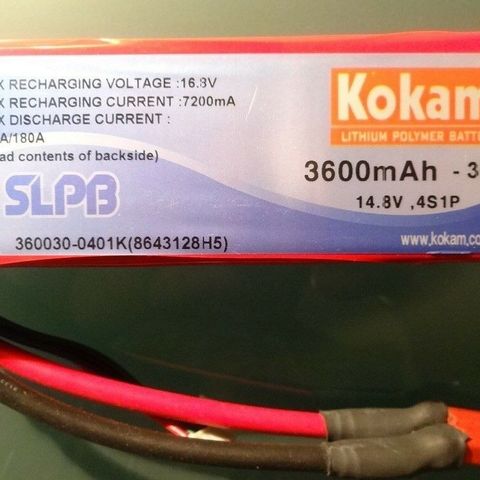 X RECHARGING VOLTAGE :16.8V
X RECHARGING CURRENT :7200mA
X DISCHARGE CURRENT :
A/180A
ad contents of backside)
SLPB
360030-0401K(8643128H5)
Kokam
LITHIUM POLYMER BATTE
3600mAh - 3
14.8V ,4S1P
www.kokam.co